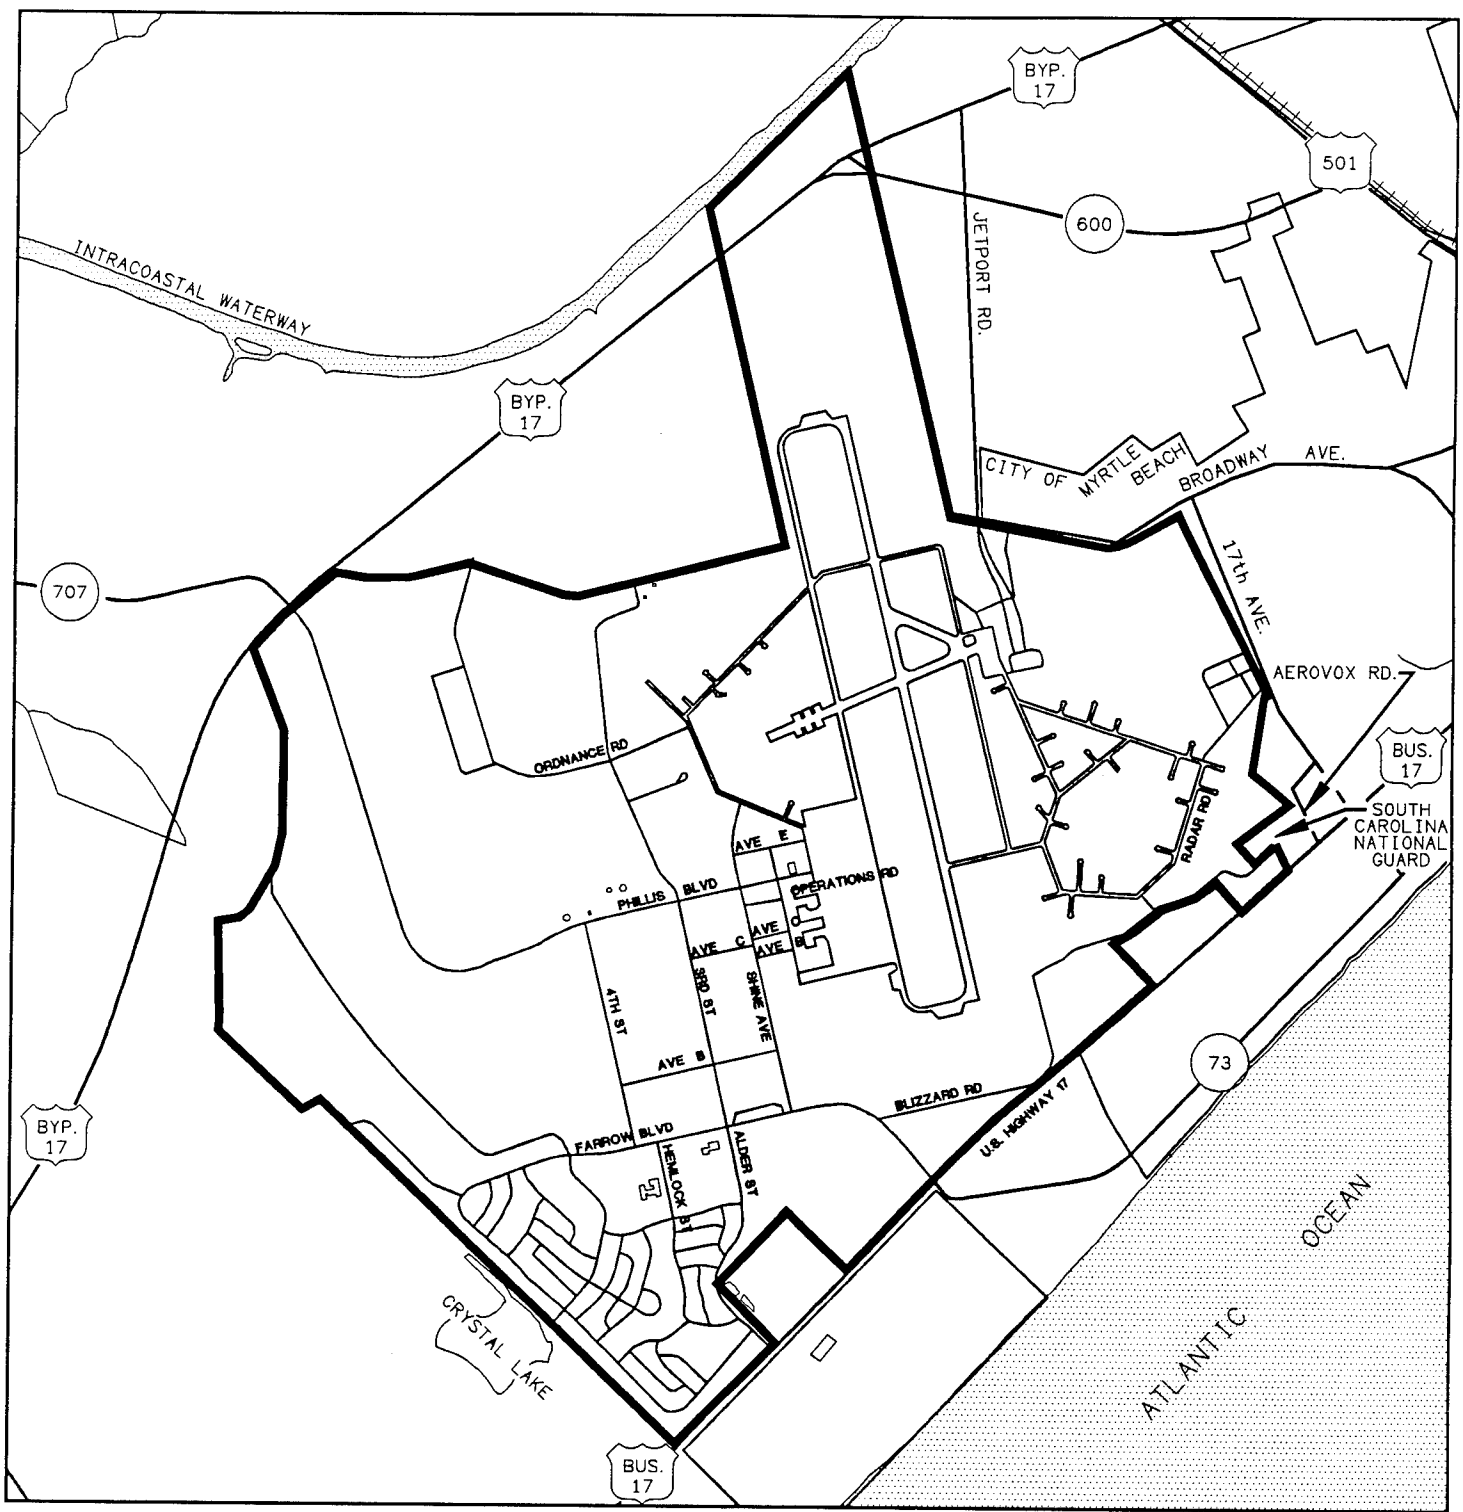 BYP.
17
501
600
JETPORT RD.
INTRACOASTAL WATERWAY
BYP.
17
CITY OF MYRTLE
BEACH
BROADWAY AVE.
17th AVE.
707
AEROVOX RD.
BUS.
17
ORDNANCE RD
SOUTH
CAROLINA
NATIONAL
GUARD
RADAR RD
AVE E
PHILLIS BLVD
OPERATIONS RD
AVE C
AVE
AVE B
3RD ST
SHINE AVE
4TH ST
AVE B
73
BLIZZARD RD
U.S. HIGHWAY 17
BYP.
17
FARROW BLVD
HEMLOCK ST
ALDER ST
CRYSTAL LAKE
ATLANTIC OCEAN
BUS.
17